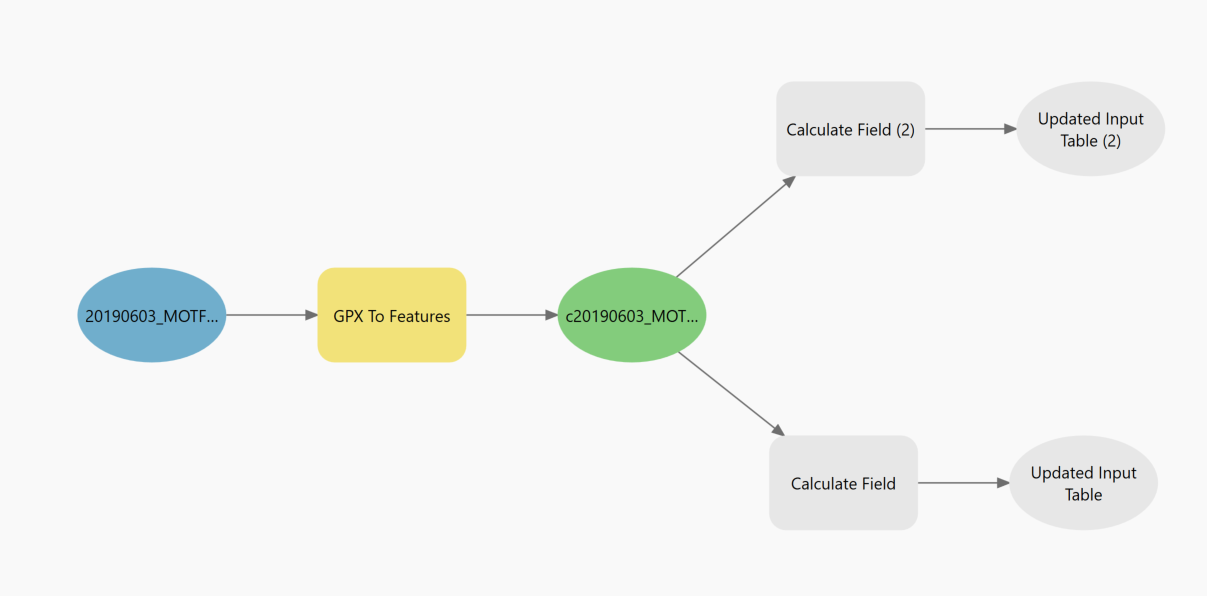 Calculate Field (2)
Updated Input
Table (2)
20190603_MOTF...
GPX To Features
c20190603_MOT...
Calculate Field
Updated Input
Table